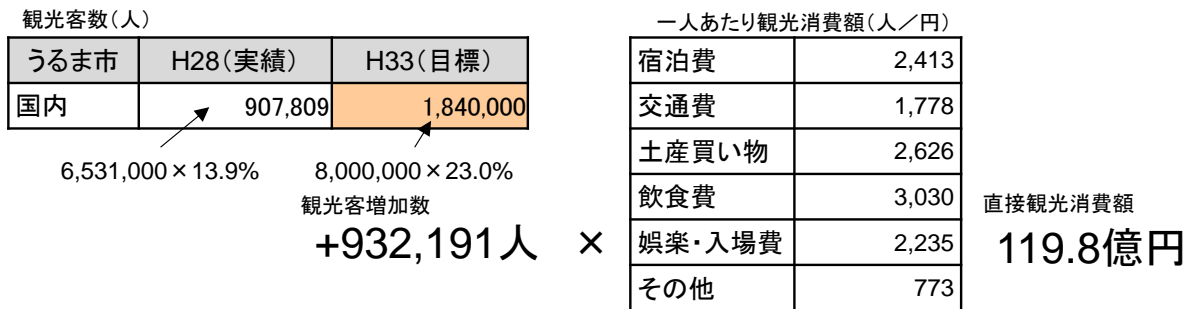 観光客数(人)
うるま市 H28(実績) H33(目標)
国内 907,809 1,840,000
6,531,000×13.9% 8,000,000×23.0%
観光客増加数
+932,191人 ×
一人あたり観光消費額(人/円)
宿泊費 2,413
交通費 1,778
土産買い物 2,626
飲食費 3,030
娯楽・入場費 2,235
その他 773
直接観光消費額
119.8億円